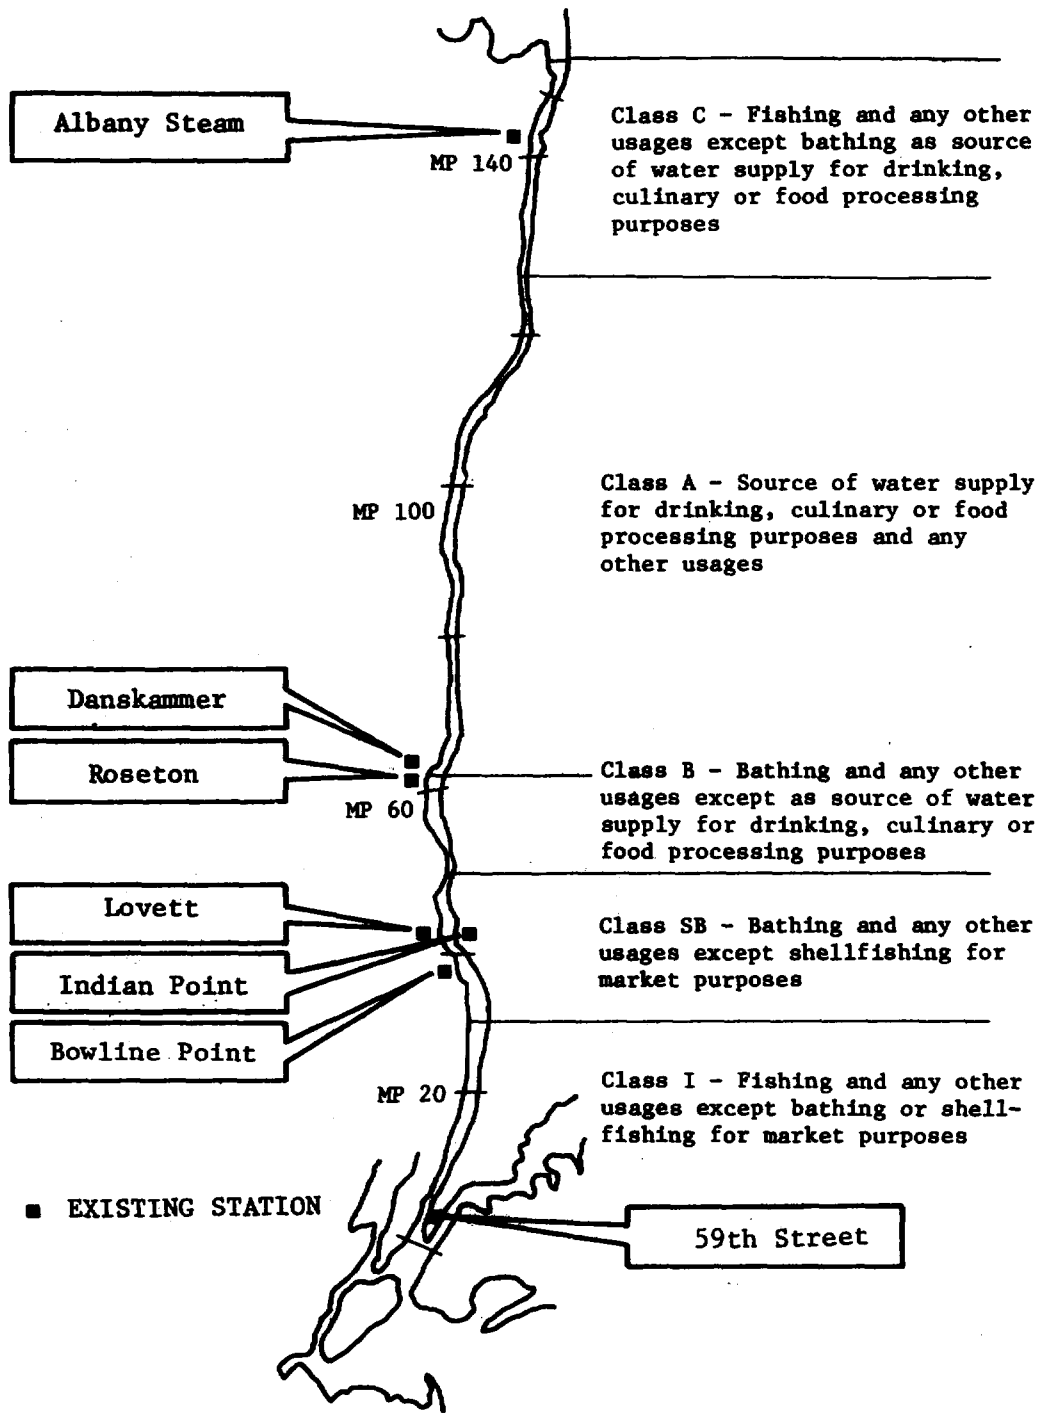 Albany Steam
MP 140
Class C - Fishing and any other
usages except bathing as source
of water supply for drinking,
culinary or food processing
purposes
MP 100
Class A - Source of water supply
for drinking, culinary or food
processing purposes and any
other usages
Danskammer
Roseton
MP 60
Class B - Bathing and any other
usages except as source of water
supply for drinking, culinary or
food processing purposes
Lovett
Indian Point
Bowline Point
Class SB - Bathing and any other
usages except shellfishing for
market purposes
MP 20
Class I - Fishing and any other
usages except bathing or shell-
fishing for market purposes
EXISTING STATION
59th Street